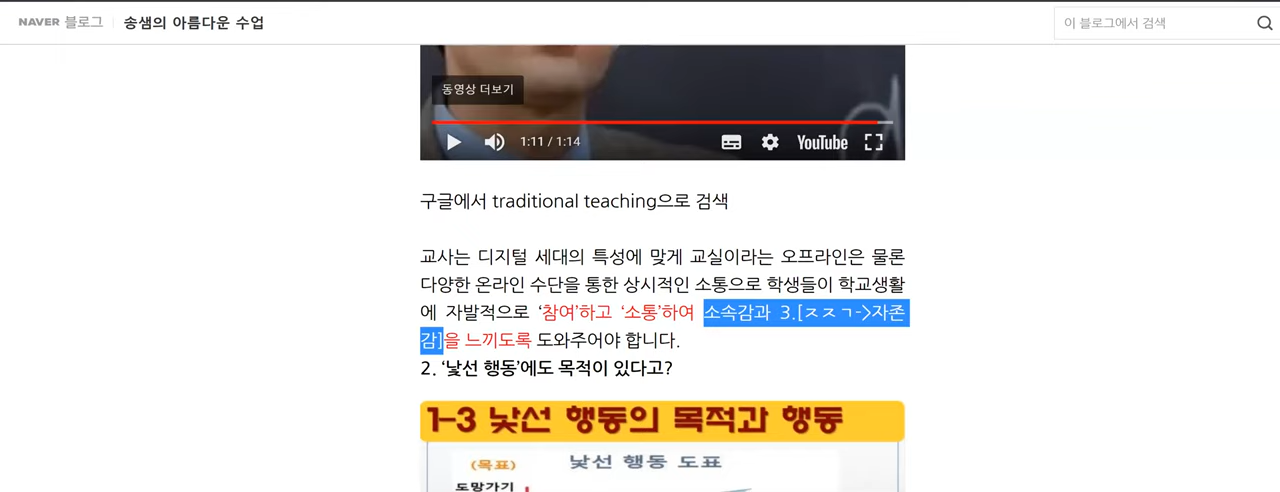 NAVER 블로그 송샘의 아름다운 수업
이 블로그에서 검색
동영상 더보기
1:11 / 1:14
YouTube
구글에서 traditional teaching으로 검색
교사는 디지털 세대의 특성에 맞게 교실이라는 오프라인은 물론
다양한 온라인 수단을 통한 상시적인 소통으로 학생들이 학교생활
에 자발적으로 ‘참여’하고 ‘소통’하여 소속감과 3.[ㅈㅈㄱ->자존
감]을 느끼도록 도와주어야 합니다.
2. ‘낯선 행동’에도 목적이 있다고?
1-3 낯선 행동의 목적과 행동
낯선 행동 도표
(목표)
도망가기